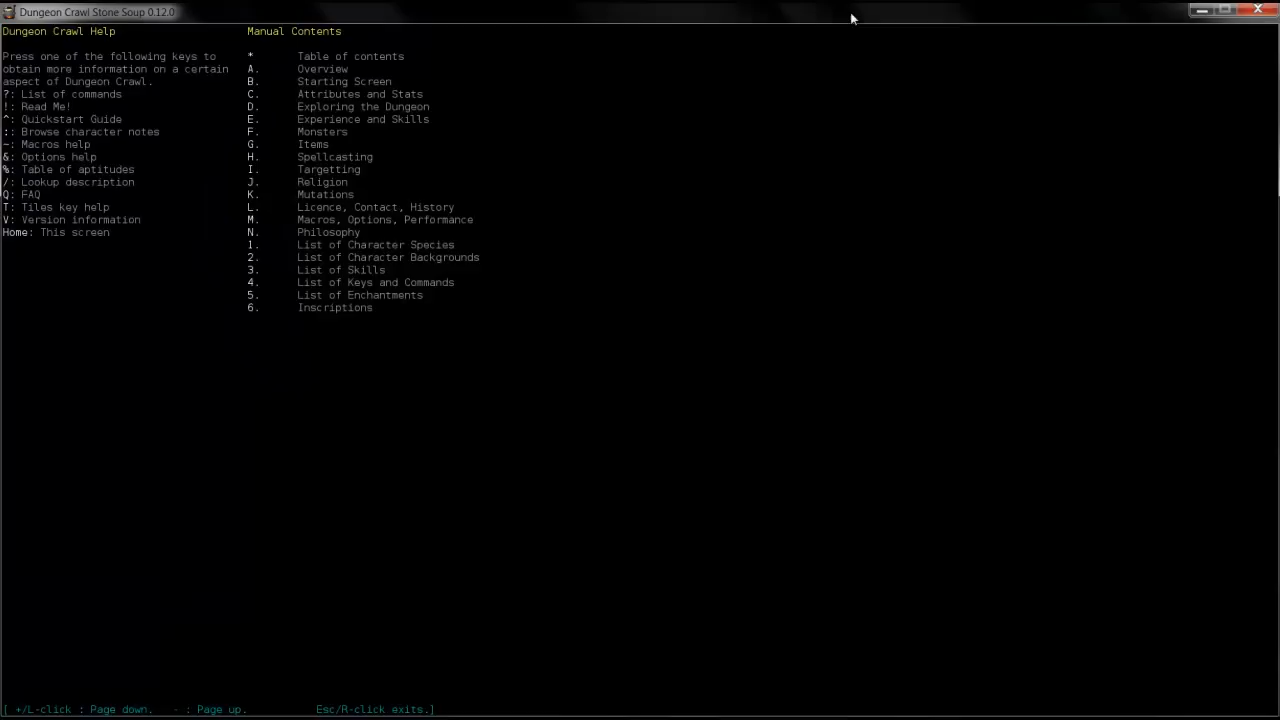 Dungeon Crawl Stone Soup 0.12.0
Dungeon Crawl Help
Press one of the following keys to
obtain more information on a certain
aspect of Dungeon Crawl.
?: List of commands
!: Read Me!
^: Quickstart Guide
:: Browse character notes
~: Macros help
&: Options help
%: Table of aptitudes
/: Lookup description
Q: FAQ
T: Tiles key help
V: Version information
Home: This screen
Manual Contents
* Table of contents
A. Overview
B. Starting Screen
C. Attributes and Stats
D. Exploring the Dungeon
E. Experience and Skills
F. Monsters
G. Items
H. Spellcasting
I. Targetting
J. Religion
K. Mutations
L. Licence, Contact, History
M. Macros, Options, Performance
N. Philosophy
1. List of Character Species
2. List of Character Backgrounds
3. List of Skills
4. List of Keys and Commands
5. List of Enchantments
6. Inscriptions
[ +/L-click : Page down. - : Page up. Esc/R-click exits.]